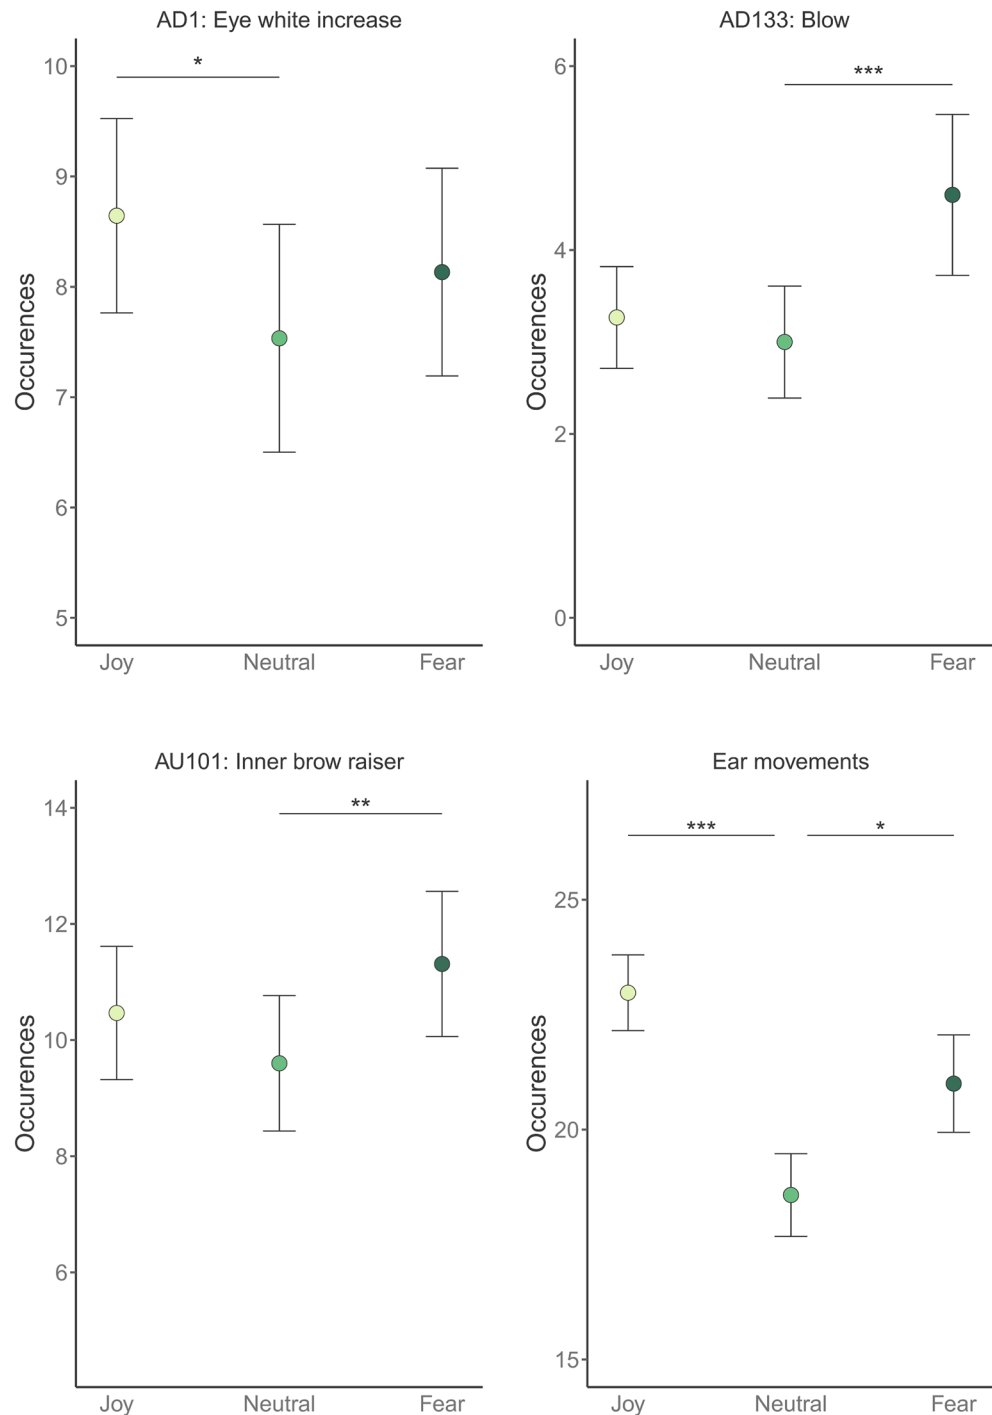 AD1: Eye white increase
*
10
9
8
7
6
5
Occurences
Joy Neutral Fear
AD133: Blow
***
6
4
2
0
Occurences
Joy Neutral Fear
AU101: Inner brow raiser
**
14
12
10
8
6
Occurences
Joy Neutral Fear
Ear movements
*** *
25
20
15
Occurences
Joy Neutral Fear